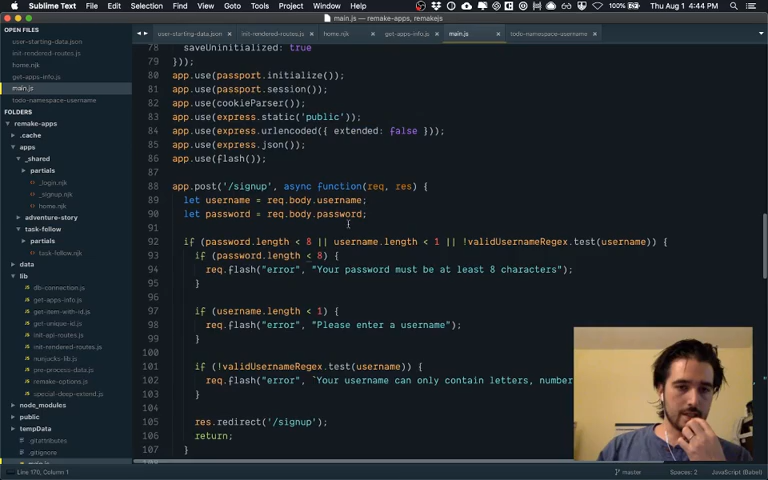 Sublime Text File Edit Selection Find View Goto Tools Project Window Help 100% Thu Aug 1 4:44 PM
main.js — remake-apps, remakejs
OPEN FILES
user-starting-data.json
init-rendered-routes.js
home.njk
get-apps-info.js
main.js
todo-namespace-username
FOLDERS
remake-apps
.cache
apps
_shared
partials
_login.njk
_signup.njk
home.njk
adventure-story
task-follow
partials
task-fellow.njk
data
lib
db-connection.js
get-apps-info.js
get-item-with-id.js
get-unique-id.js
init-api-routes.js
init-rendered-routes.js
nunjucks-lib.js
pre-process-data.js
remake-options.js
special-deep-extend.js
node_modules
public
tempData
.gitattributes
.gitignore
main.js
user-starting-data.json init-rendered-routes.js home.njk get-apps-info.js main.js todo-namespace-username
78 saveUninitialized: true
79 }));
80 app.use(passport.initialize());
81 app.use(passport.session());
82 app.use(cookieParser());
83 app.use(express.static('public'));
84 app.use(express.urlencoded({ extended: false }));
85 app.use(express.json());
86 app.use(flash());
87
88 app.post('/signup', async function(req, res) {
89 let username = req.body.username;
90 let password = req.body.password;
91
92 if (password.length < 8 || username.length < 1 || !validUsernameRegex.test(username)) {
93 if (password.length < 8) {
94 req.flash("error", "Your password must be at least 8 characters");
95 }
96
97 if (username.length < 1) {
98 req.flash("error", "Please enter a username");
99 }
100
101 if (!validUsernameRegex.test(username)) {
102 req.flash("error", `Your username can only contain letters, number
103 }
104
105 res.redirect('/signup');
106 return;
107 }
Line 170, Column 1
master
Spaces: 2
JavaScript (Babel)